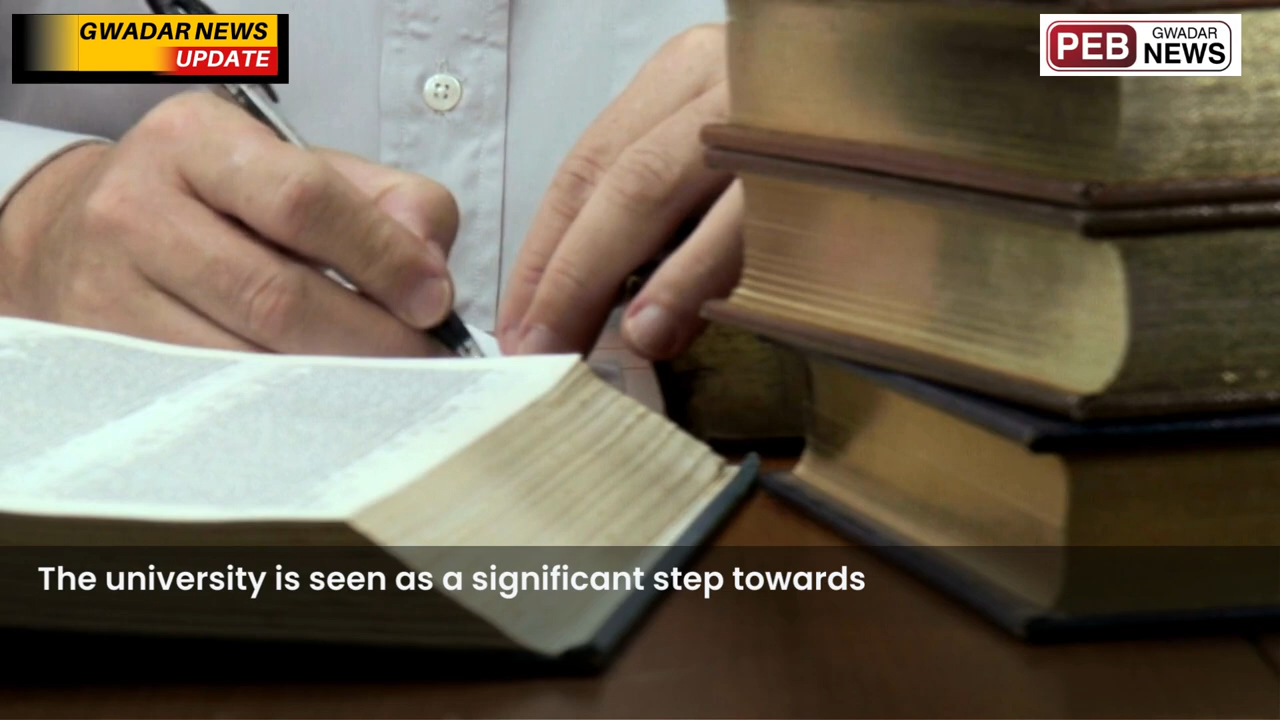 GWADAR NEWS
UPDATE
PEB GWADAR NEWS
The university is seen as a significant step towards